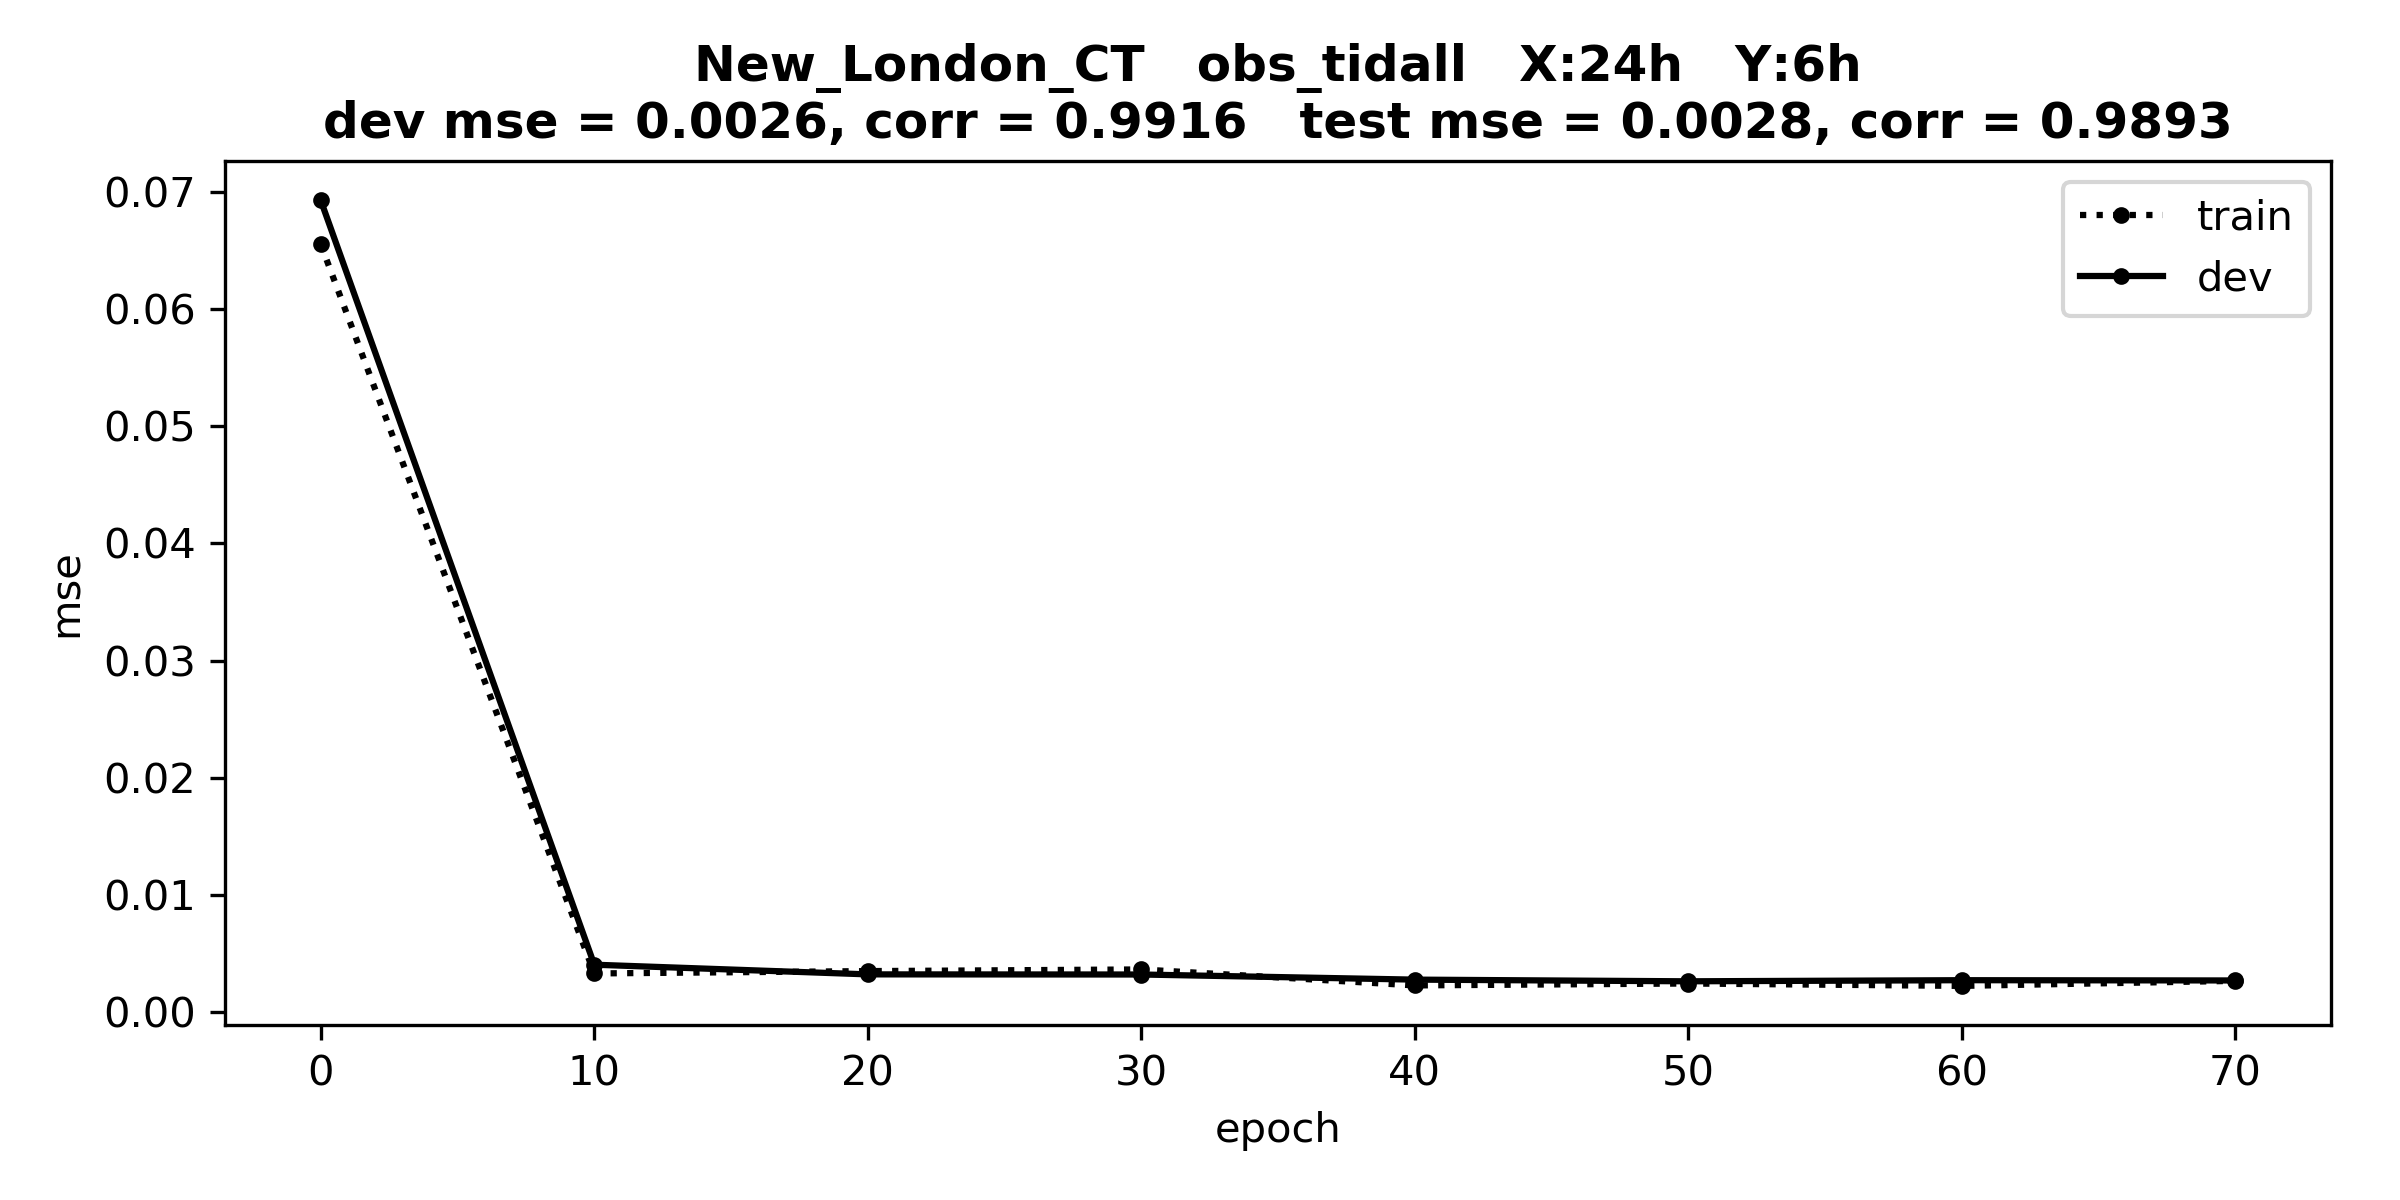 New_London_CT obs_tidall X:24h Y:6h
dev mse = 0.0026, corr = 0.9916 test mse = 0.0028, corr = 0.9893
train
dev
mse
0.07
0.06
0.05
0.04
0.03
0.02
0.01
0.00
0 10 20 30 40 50 60 70
epoch